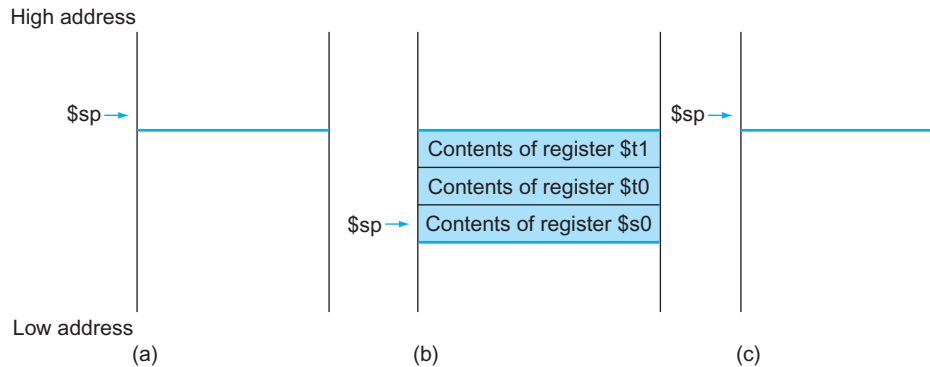 High address
$sp
$sp
Contents of register $t1
Contents of register $t0
$sp
Contents of register $s0
Low address
(a)
(b)
(c)